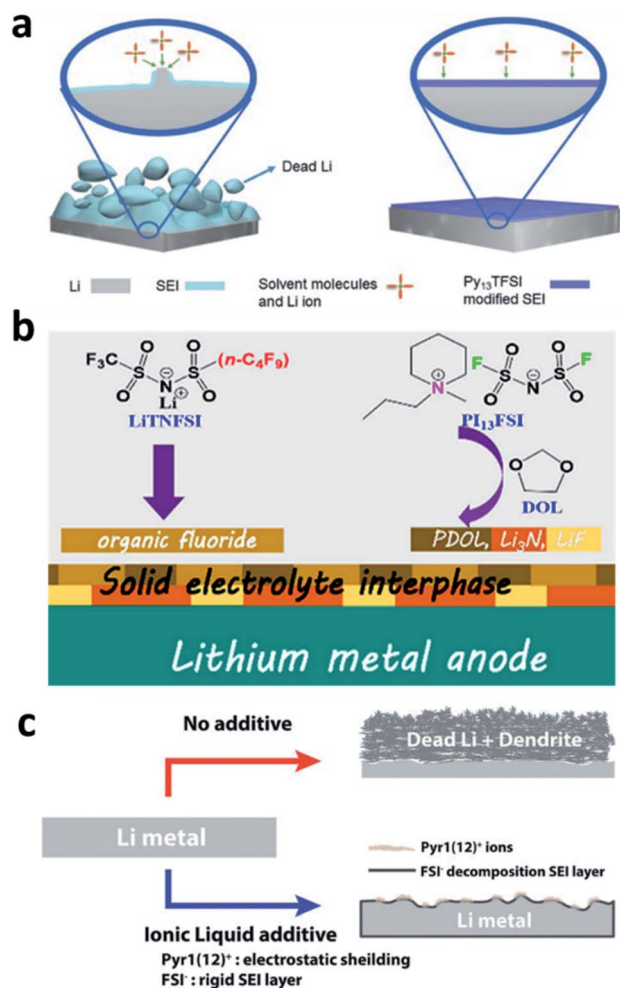 a
Dead Li
Li
SEI
Solvent molecules
and Li ion
Py₁₃TFSI
modified SEI
b
F₃C
O
O
S
O
O
S
(n-C₄F₉)
N
⊖
Li
⊕
LiTNFSI
N
⊕
F
O
O
S
O
O
S
F
N
⊖
PI₁₃FSI
O
O
DOL
organic fluoride
PDOL, Li₃N, LiF
Solid electrolyte interphase
Lithium metal anode
c
No additive
Dead Li + Dendrite
Li metal
Pyr1(12)⁺ ions
FSI⁻ decomposition SEI layer
Li metal
Ionic Liquid additive
Pyr1(12)⁺ : electrostatic sheilding
FSI⁻ : rigid SEI layer